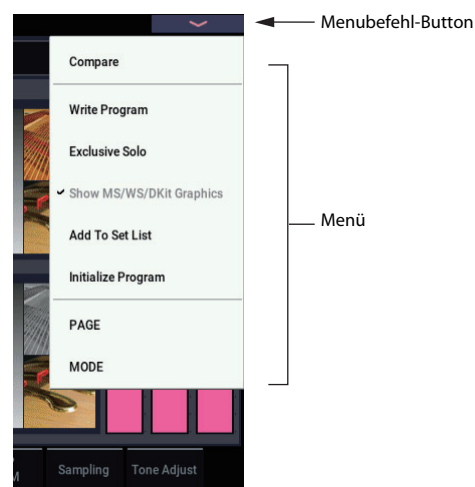 Menubefehl-Button
Compare
Write Program
Exclusive Solo
Show MS/WS/DKit Graphics
Add To Set List
Menü
Initialize Program
PAGE
MODE
M
Sampling
Tone Adjust